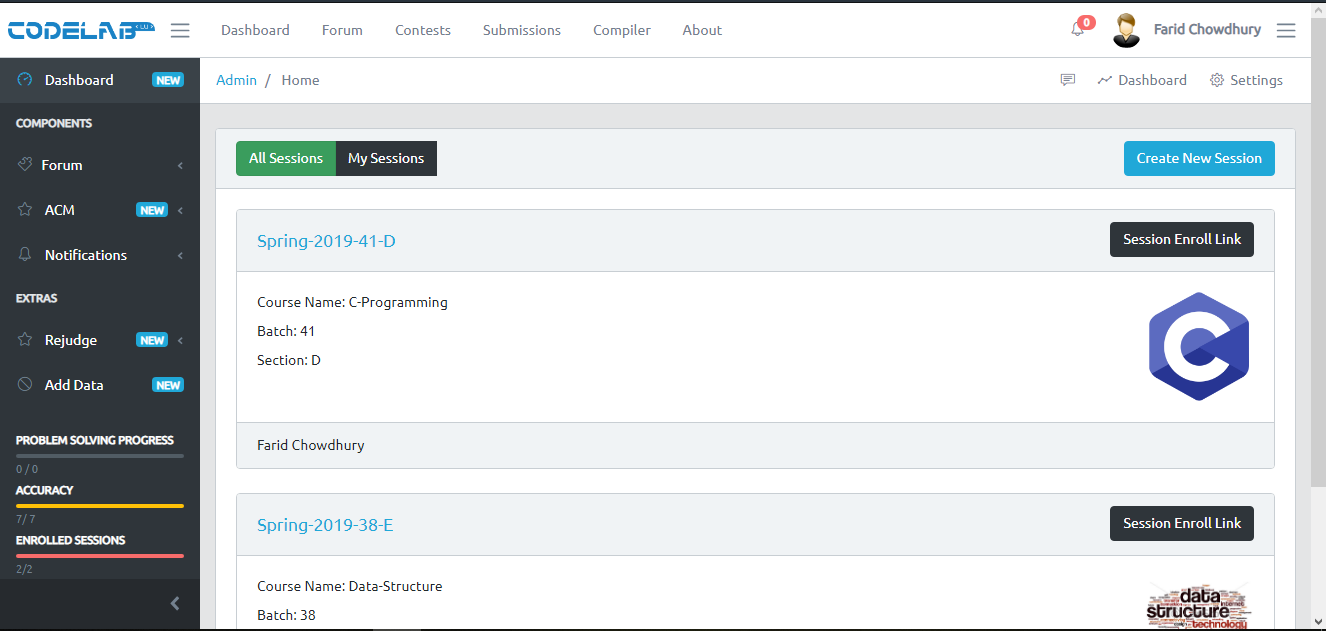 CODELAB
Dashboard Forum Contests Submissions Compiler About
0 Farid Chowdhury
Dashboard NEW
Admin / Home
Dashboard Settings
COMPONENTS
Forum
ACM NEW
Notifications
EXTRAS
Rejudge NEW
Add Data NEW
PROBLEM SOLVING PROGRESS
0 / 0
ACCURACY
7 / 7
ENROLLED SESSIONS
2/2
All Sessions My Sessions
Create New Session
Spring-2019-41-D
Session Enroll Link
Course Name: C-Programming
Batch: 41
Section: D
C
Farid Chowdhury
Spring-2019-38-E
Session Enroll Link
Course Name: Data-Structure
Batch: 38
data
internet
structure
technology